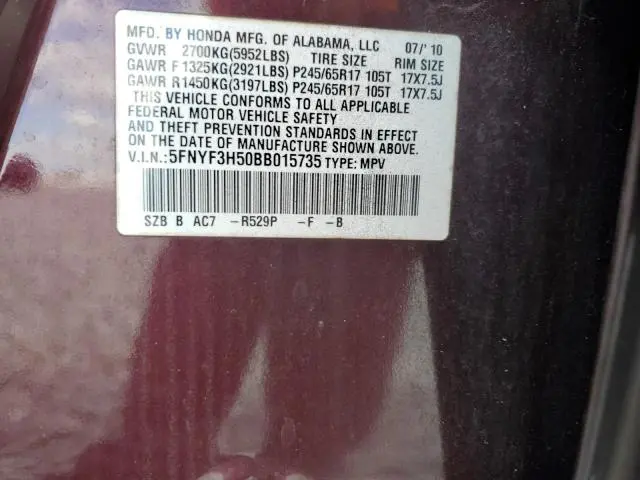 MFD. BY HONDA MFG. OF ALABAMA, LLC 07/'10
GVWR 2700KG(5952LBS) TIRE SIZE RIM SIZE
GAWR F 1325KG(2921LBS) P245/65R17 105T 17X7.5J
GAWR R1450KG(3197LBS) P245/65R17 105T 17X7.5J
THIS VEHICLE CONFORMS TO ALL APPLICABLE
FEDERAL MOTOR VEHICLE SAFETY
AND THEFT PREVENTION STANDARDS IN EFFECT
ON THE DATE OF MANUFACTURE SHOWN ABOVE.
V.I.N.:5FNYF3H50BB015735 TYPE: MPV
SZB B AC7 -R529P -F -B